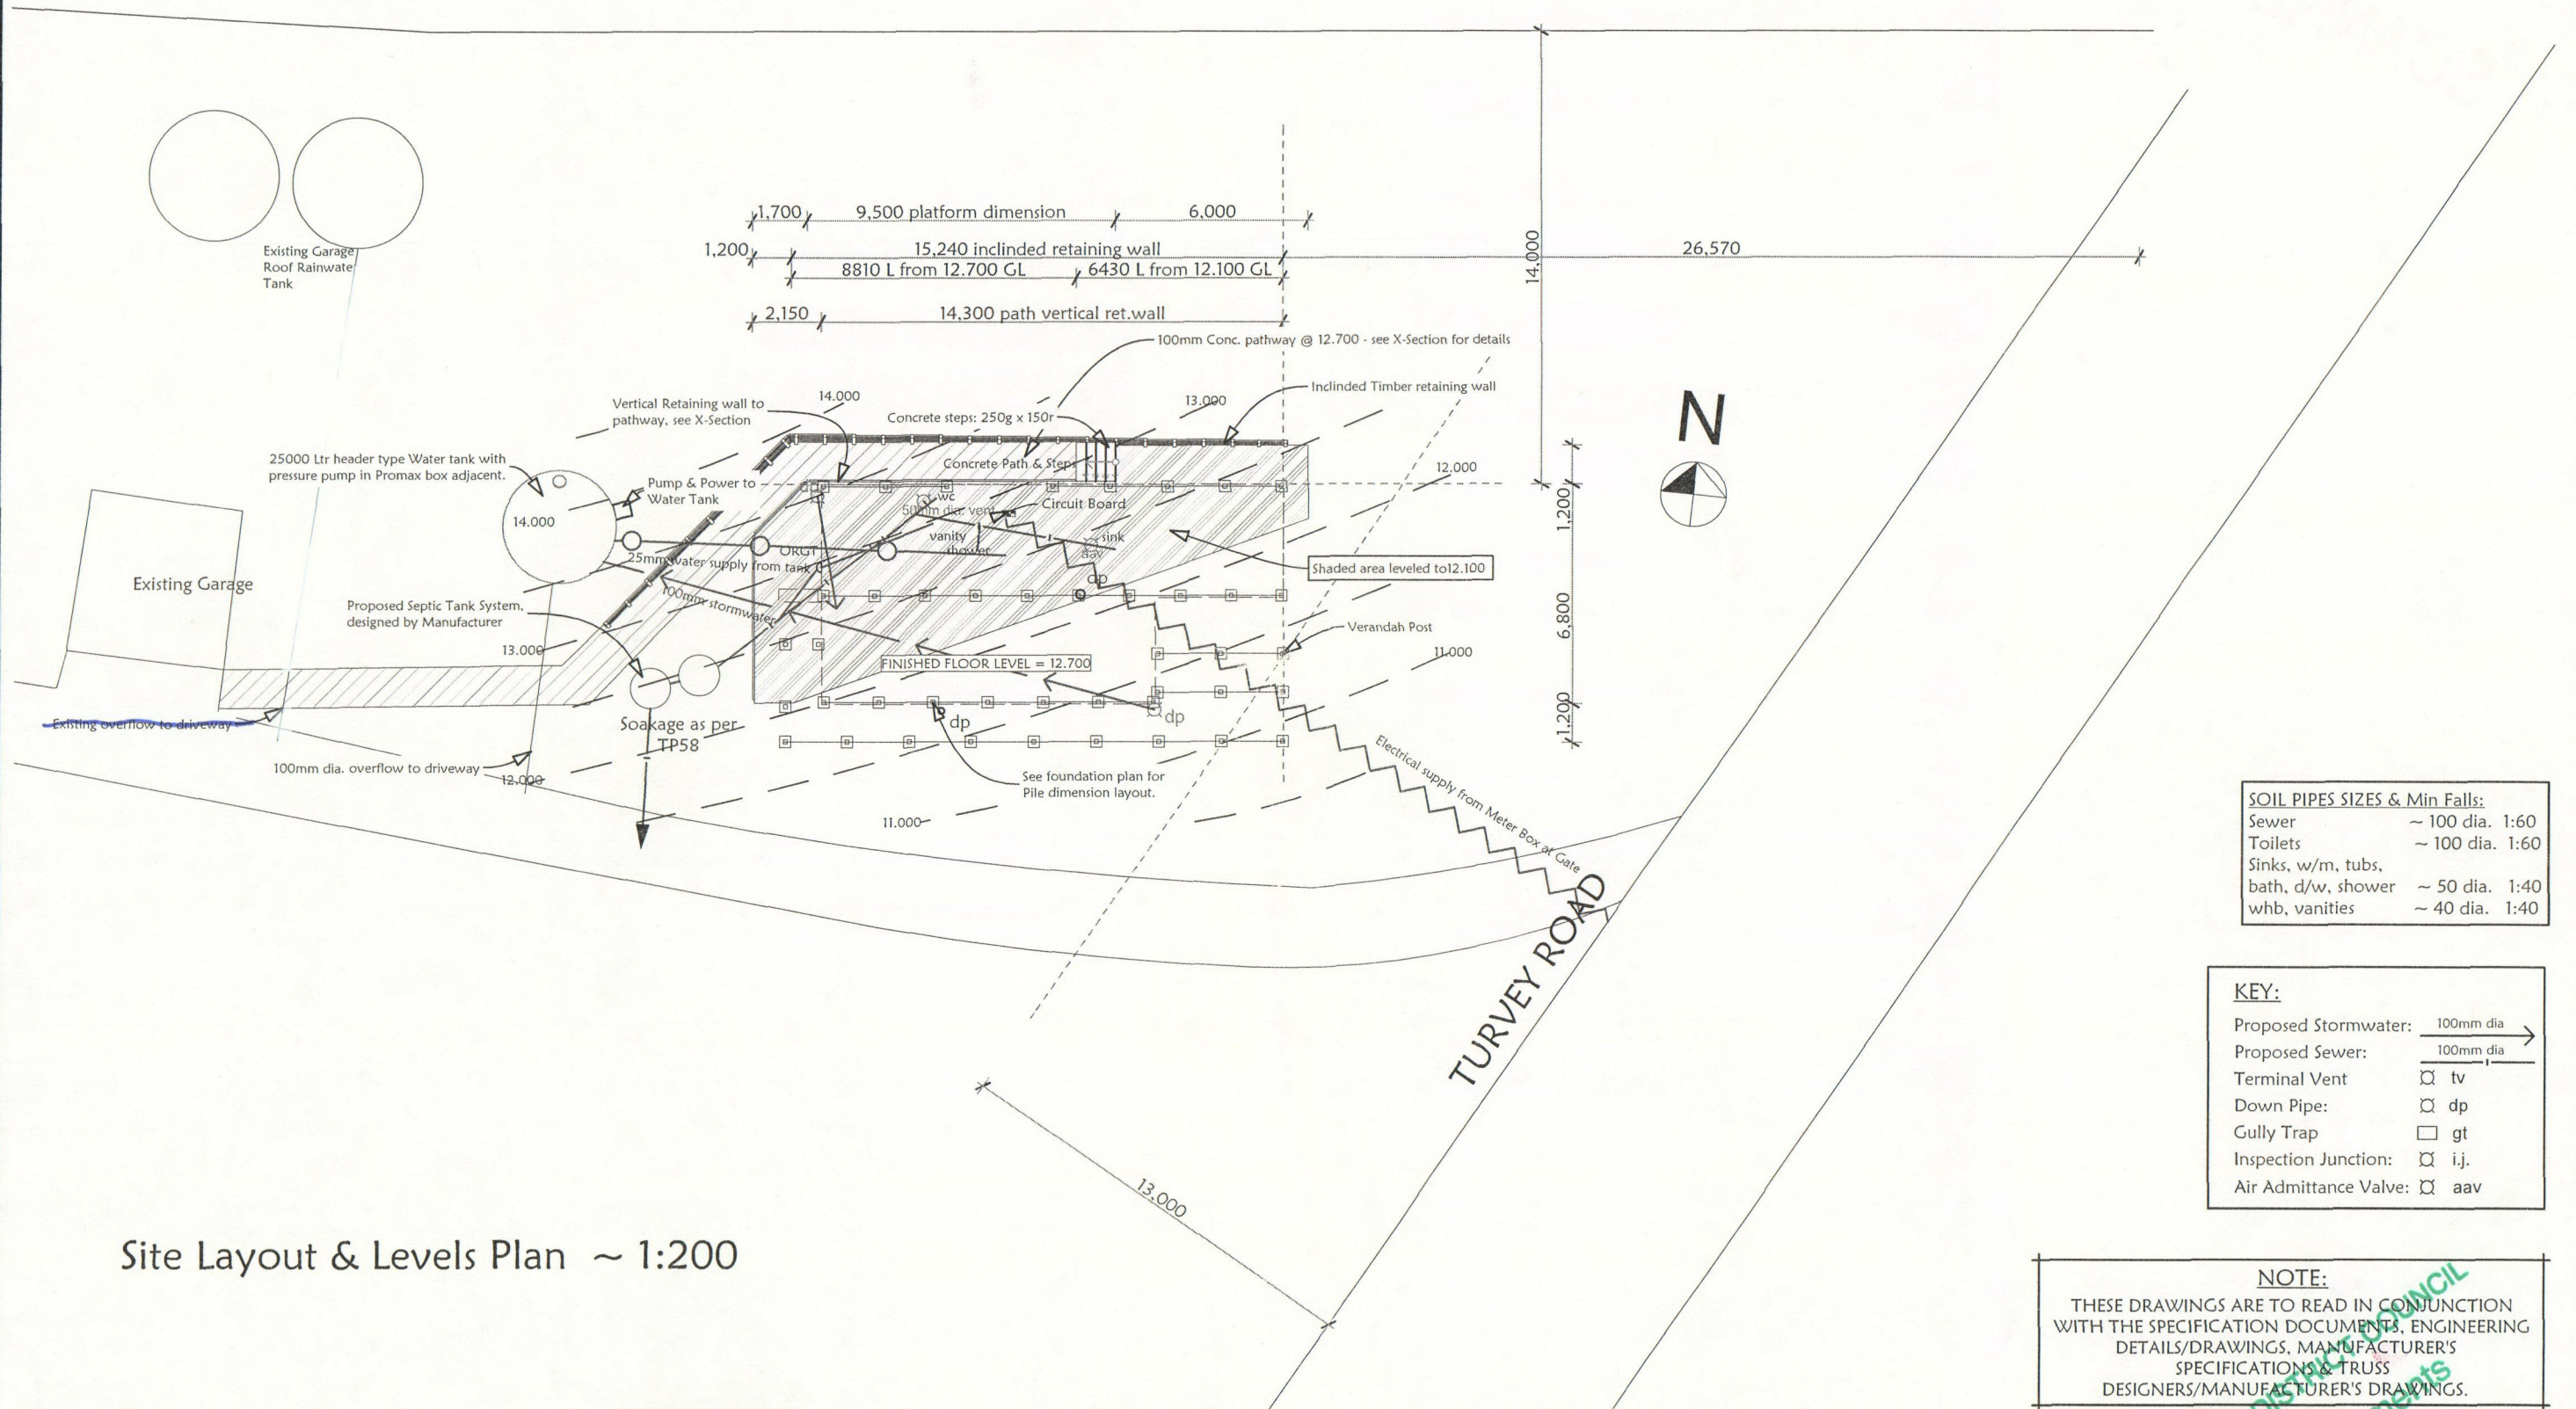 1,700
9,500 platform dimension
6,000
1,200
15,240 inclinded retaining wall
26,570
8810 L from 12.700 GL
6430 L from 12.100 GL
14,000
2,150
14,300 path vertical ret.wall
Existing Garage
Roof Rainwate
Tank
100mm Conc. pathway @ 12.700 - see X-Section for details
Inclinded Timber retaining wall
14.000
13.000
Vertical Retaining wall to
pathway, see X-Section
Concrete steps: 250g x 150r
N
25000 Ltr header type Water tank with
pressure pump in Promax box adjacent.
Concrete Path & Steps
12.000
Pump & Power to
Water Tank
wc
50mm dia. vent
Circuit Board
14.000
vanity
shower
sink
aav
ORGT
25mm water supply from tank
1,200
Shaded area leveled to12.100
dp
Existing Garage
100mm stormwater
Proposed Septic Tank System,
designed by Manufacturer
6,800
Verandah Post
13.000
11.000
FINISHED FLOOR LEVEL = 12.700
Existing overflow to driveway
Soakage as per
TP58
dp
dp
1,200
100mm dia. overflow to driveway
12.000
See foundation plan for
Pile dimension layout.
11.000
Electrical supply from Meter Box at Gate
TURVEY ROAD
13,000
Site Layout & Levels Plan ~ 1:200
SOIL PIPES SIZES & Min Falls:
Sewer ~ 100 dia. 1:60
Toilets ~ 100 dia. 1:60
Sinks, w/m, tubs,
bath, d/w, shower ~ 50 dia. 1:40
whb, vanities ~ 40 dia. 1:40
KEY:
Proposed Stormwater: 100mm dia
Proposed Sewer: 100mm dia
Terminal Vent tv
Down Pipe: dp
Gully Trap gt
Inspection Junction: i.j.
Air Admittance Valve: aav
NOTE:
THESE DRAWINGS ARE TO READ IN CONJUNCTION
WITH THE SPECIFICATION DOCUMENTS, ENGINEERING
DETAILS/DRAWINGS, MANUFACTURER'S
SPECIFICATIONS & TRUSS
DESIGNERS/MANUFACTURER'S DRAWINGS.
DISTRICT COUNCIL